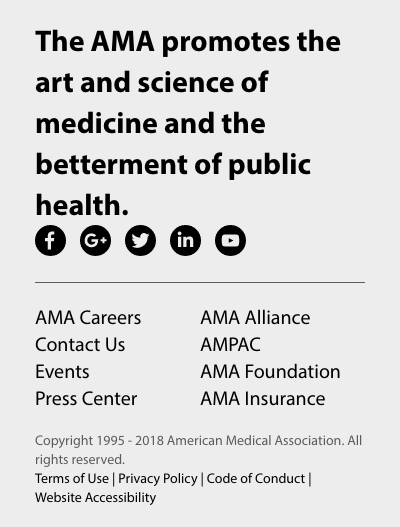 The AMA promotes the
art and science of
medicine and the
betterment of public
health.
AMA Careers
AMA Alliance
Contact Us
AMPAC
Events
AMA Foundation
Press Center
AMA Insurance
Copyright 1995 - 2018 American Medical Association. All
rights reserved.
Terms of Use | Privacy Policy | Code of Conduct |
Website Accessibility